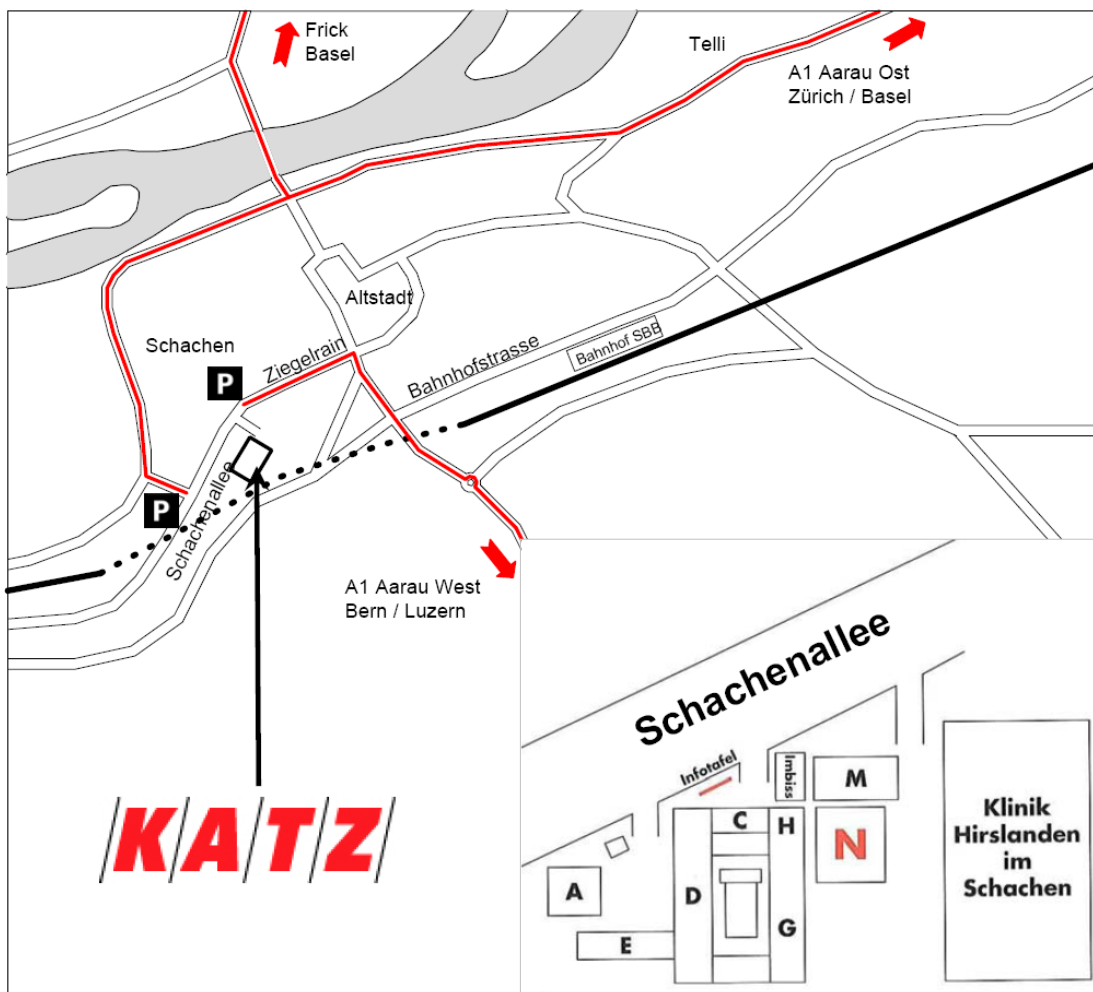 Frick
Basel
Telli
A1 Aarau Ost
Zürich / Basel
Altstadt
Schachen
Ziegelrain
Bahnhofstrasse
Bahnhof SBB
P
P
Schachenallee
A1 Aarau West
Bern / Luzern
KATZ
Schachenallee
Infotafel
Imbiss
M
C
H
N
Klinik
Hirslanden
im
Schachen
A
D
G
E